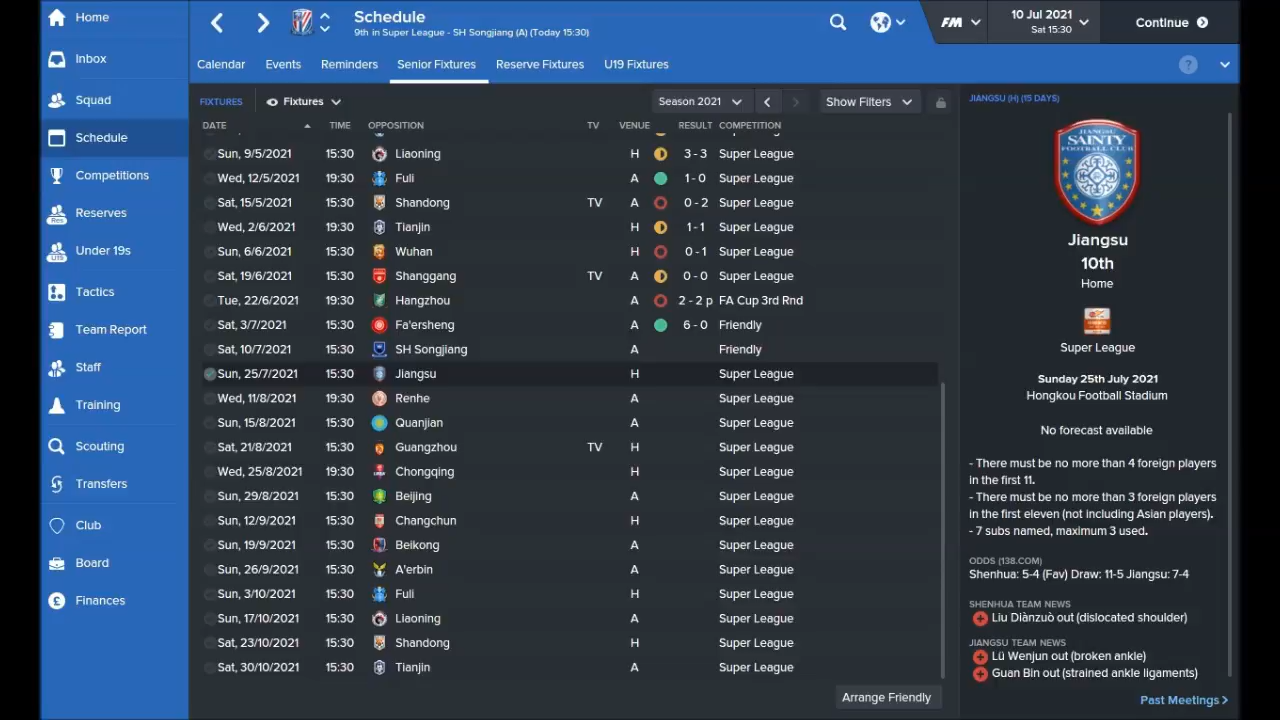 Home
Inbox
Squad
Schedule
Competitions
Reserves
Under 19s
Tactics
Team Report
Staff
Training
Scouting
Transfers
Club
Board
Finances
Schedule
9th in Super League - SH Songjiang (A) (Today 15:30)
FM
10 Jul 2021
Sat 15:30
Continue
Calendar Events Reminders Senior Fixtures Reserve Fixtures U19 Fixtures
?
FIXTURES Fixtures Season 2021 Show Filters
DATE TIME OPPOSITION TV VENUE RESULT COMPETITION
Sun, 9/5/2021 15:30 Liaoning H 3 - 3 Super League
Wed, 12/5/2021 19:30 Fuli A 1 - 0 Super League
Sat, 15/5/2021 15:30 Shandong TV A 0 - 2 Super League
Wed, 2/6/2021 19:30 Tianjin H 1 - 1 Super League
Sun, 6/6/2021 15:30 Wuhan H 0 - 1 Super League
Sat, 19/6/2021 15:30 Shanggang TV A 0 - 0 Super League
Tue, 22/6/2021 19:30 Hangzhou A 2 - 2 p FA Cup 3rd Rnd
Sat, 3/7/2021 15:30 Fa'ersheng A 6 - 0 Friendly
Sat, 10/7/2021 15:30 SH Songjiang A Friendly
Sun, 25/7/2021 15:30 Jiangsu H Super League
Wed, 11/8/2021 19:30 Renhe A Super League
Sun, 15/8/2021 15:30 Quanjian A Super League
Sat, 21/8/2021 15:30 Guangzhou TV H Super League
Wed, 25/8/2021 19:30 Chongqing H Super League
Sun, 29/8/2021 15:30 Beijing A Super League
Sun, 12/9/2021 15:30 Changchun H Super League
Sun, 19/9/2021 15:30 Beikong A Super League
Sun, 26/9/2021 15:30 A'erbin A Super League
Sun, 3/10/2021 15:30 Fuli H Super League
Sun, 17/10/2021 15:30 Liaoning A Super League
Sat, 23/10/2021 15:30 Shandong H Super League
Sat, 30/10/2021 15:30 Tianjin A Super League
Arrange Friendly
JIANGSU (H) (15 DAYS)
JIANGSU
SAINTY
FOOTBALL CLUB
Jiangsu
10th
Home
Super League
Sunday 25th July 2021
Hongkou Football Stadium
No forecast available
- There must be no more than 4 foreign players
in the first 11.
- There must be no more than 3 foreign players
in the first eleven (not including Asian players).
- 7 subs named, maximum 3 used.
ODDS (138.COM)
Shenhua: 5-4 (Fav) Draw: 11-5 Jiangsu: 7-4
SHENHUA TEAM NEWS
Liu Diànzuò out (dislocated shoulder)
JIANGSU TEAM NEWS
Lü Wenjun out (broken ankle)
Guan Bin out (strained ankle ligaments)
Past Meetings >